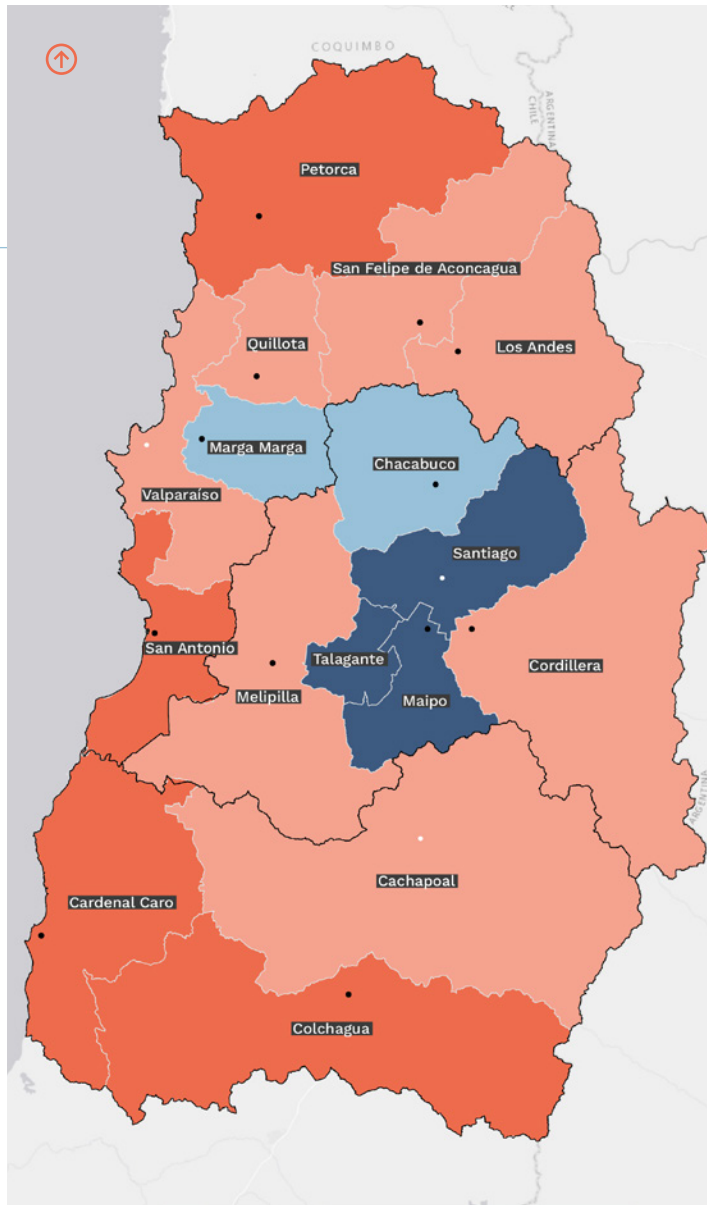 COQUIMBO
ARGENTINA
CHILE
Petorca
San Felipe de Aconcagua
Quillota
Los Andes
Marga Marga
Chacabuco
Valparaíso
Santiago
San Antonio
Talagante
Cordillera
Melipilla
Maipo
ARGENTINA
Cachapoal
Cardenal Caro
Colchagua